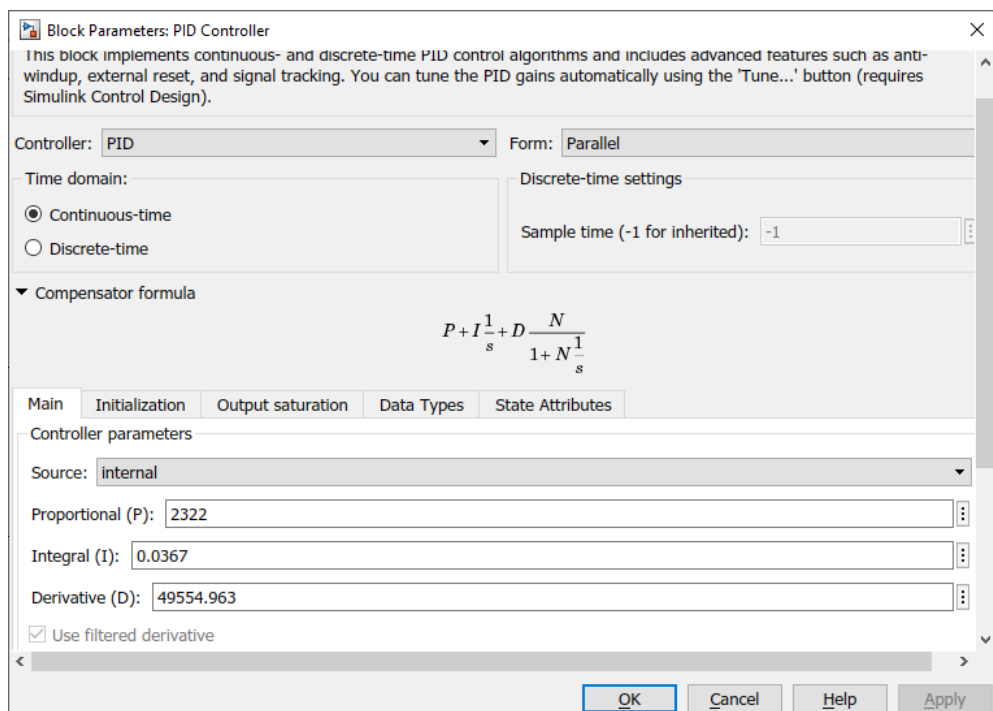 Block Parameters: PID Controller
This block implements continuous- and discrete-time PID control algorithms and includes advanced features such as anti-
windup, external reset, and signal tracking. You can tune the PID gains automatically using the 'Tune...' button (requires
Simulink Control Design).
Controller: PID Form: Parallel
Time domain: Discrete-time settings
Continuous-time
Sample time (-1 for inherited): -1
Discrete-time
Compensator formula
P + I 1/s + D N/(1 + N 1/s)
Main Initialization Output saturation Data Types State Attributes
Controller parameters
Source: internal
Proportional (P): 2322
Integral (I): 0.0367
Derivative (D): 49554.963
Use filtered derivative
OK Cancel Help Apply